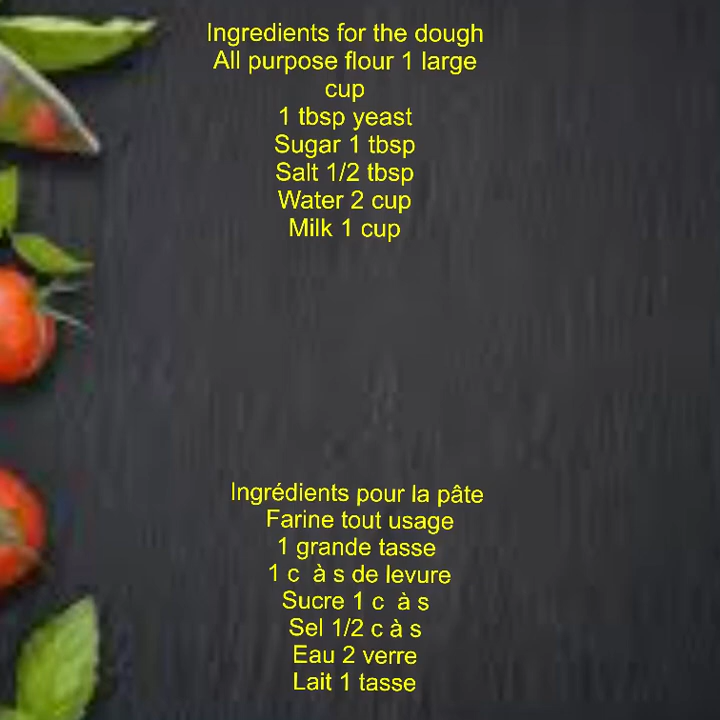 Ingredients for the dough
All purpose flour 1 large
cup
1 tbsp yeast
Sugar 1 tbsp
Salt 1/2 tbsp
Water 2 cup
Milk 1 cup
Ingrédients pour la pâte
Farine tout usage
1 grande tasse
1 c  à s de levure
Sucre 1 c  à s
Sel 1/2 c à s
Eau 2 verre
Lait 1 tasse